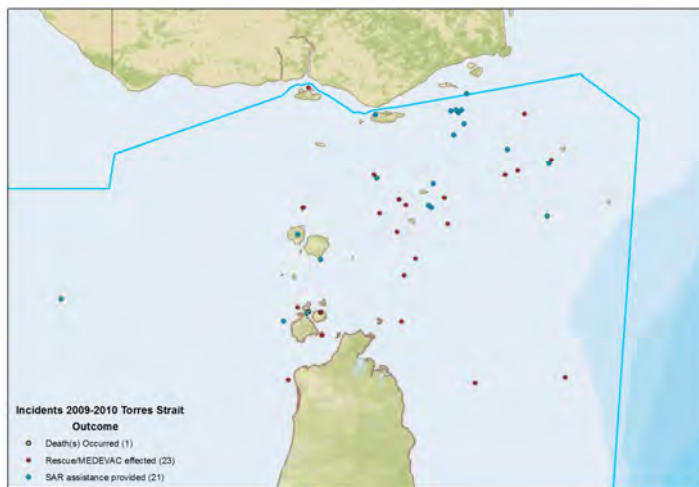 Incidents 2009-2010 Torres Strait
Outcome
Death(s) Occurred (1)
Rescue/MEDEVAC effected (23)
SAR assistance provided (21)